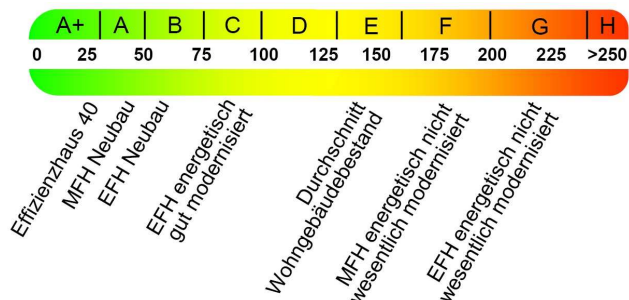 A+ A B C D E F G H
0 25 50 75 100 125 150 175 200 225 >250
Effizienzhaus 40
MFH Neubau
EFH Neubau
EFH energetisch
gut modernisiert
Durchschnitt
Wohngebäudebestand
MFH energetisch nicht
wesentlich modernisiert
EFH energetisch nicht
wesentlich modernisiert